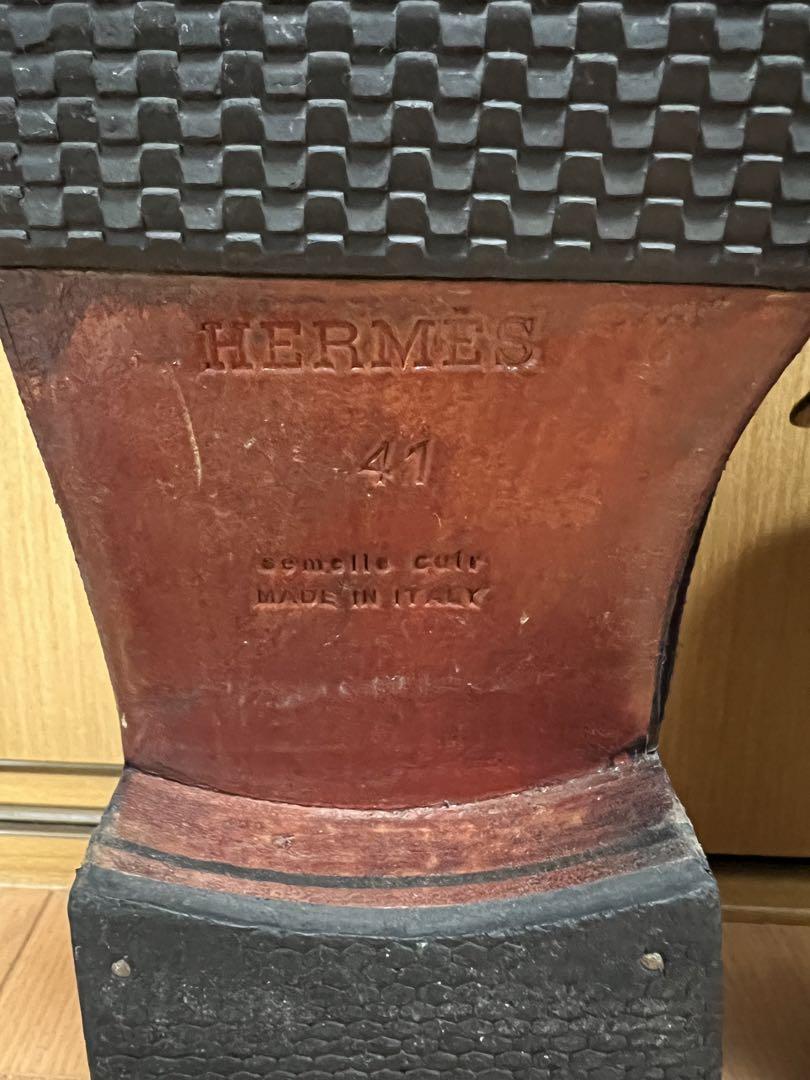 HERMES
41
semelle cuir
MADE IN ITALY